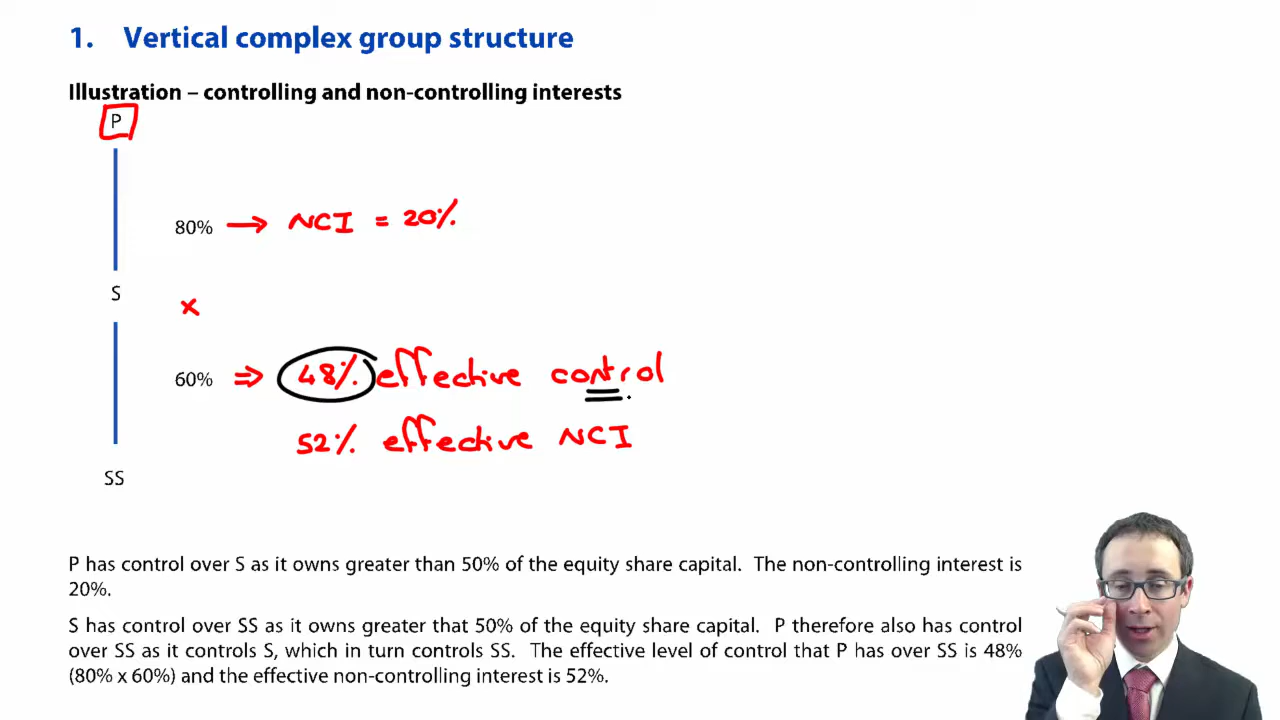 1. Vertical complex group structure
Illustration – controlling and non-controlling interests
P
80% → NCI = 20%
S
×
60% ⇒ 48% effective control
52% effective NCI
SS
P has control over S as it owns greater than 50% of the equity share capital. The non-controlling interest is
20%.
S has control over SS as it owns greater that 50% of the equity share capital. P therefore also has control
over SS as it controls S, which in turn controls SS. The effective level of control that P has over SS is 48%
(80% x 60%) and the effective non-controlling interest is 52%.